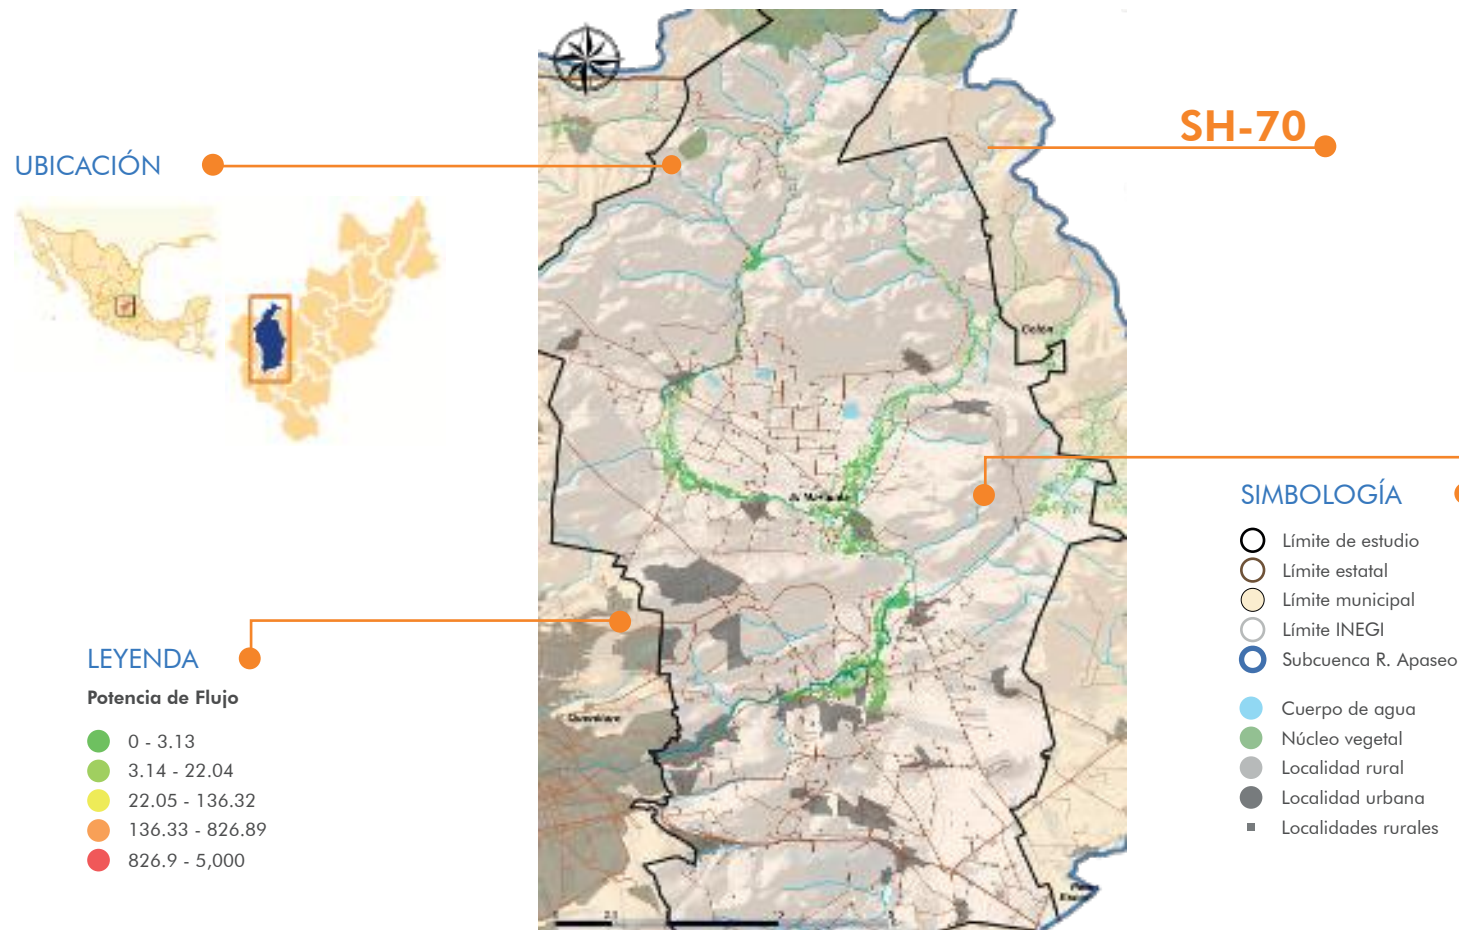 SH-70
UBICACIÓN
Colón
SIMBOLOGÍA
Límite de estudio
Límite estatal
Límite municipal
Límite INEGI
Subcuenca R. Apaseo
Cuerpo de agua
Núcleo vegetal
Localidad rural
Localidad urbana
Localidades rurales
LEYENDA
Potencia de Flujo
0 - 3.13
3.14 - 22.04
22.05 - 136.32
136.33 - 826.89
826.9 - 5,000
Querétaro